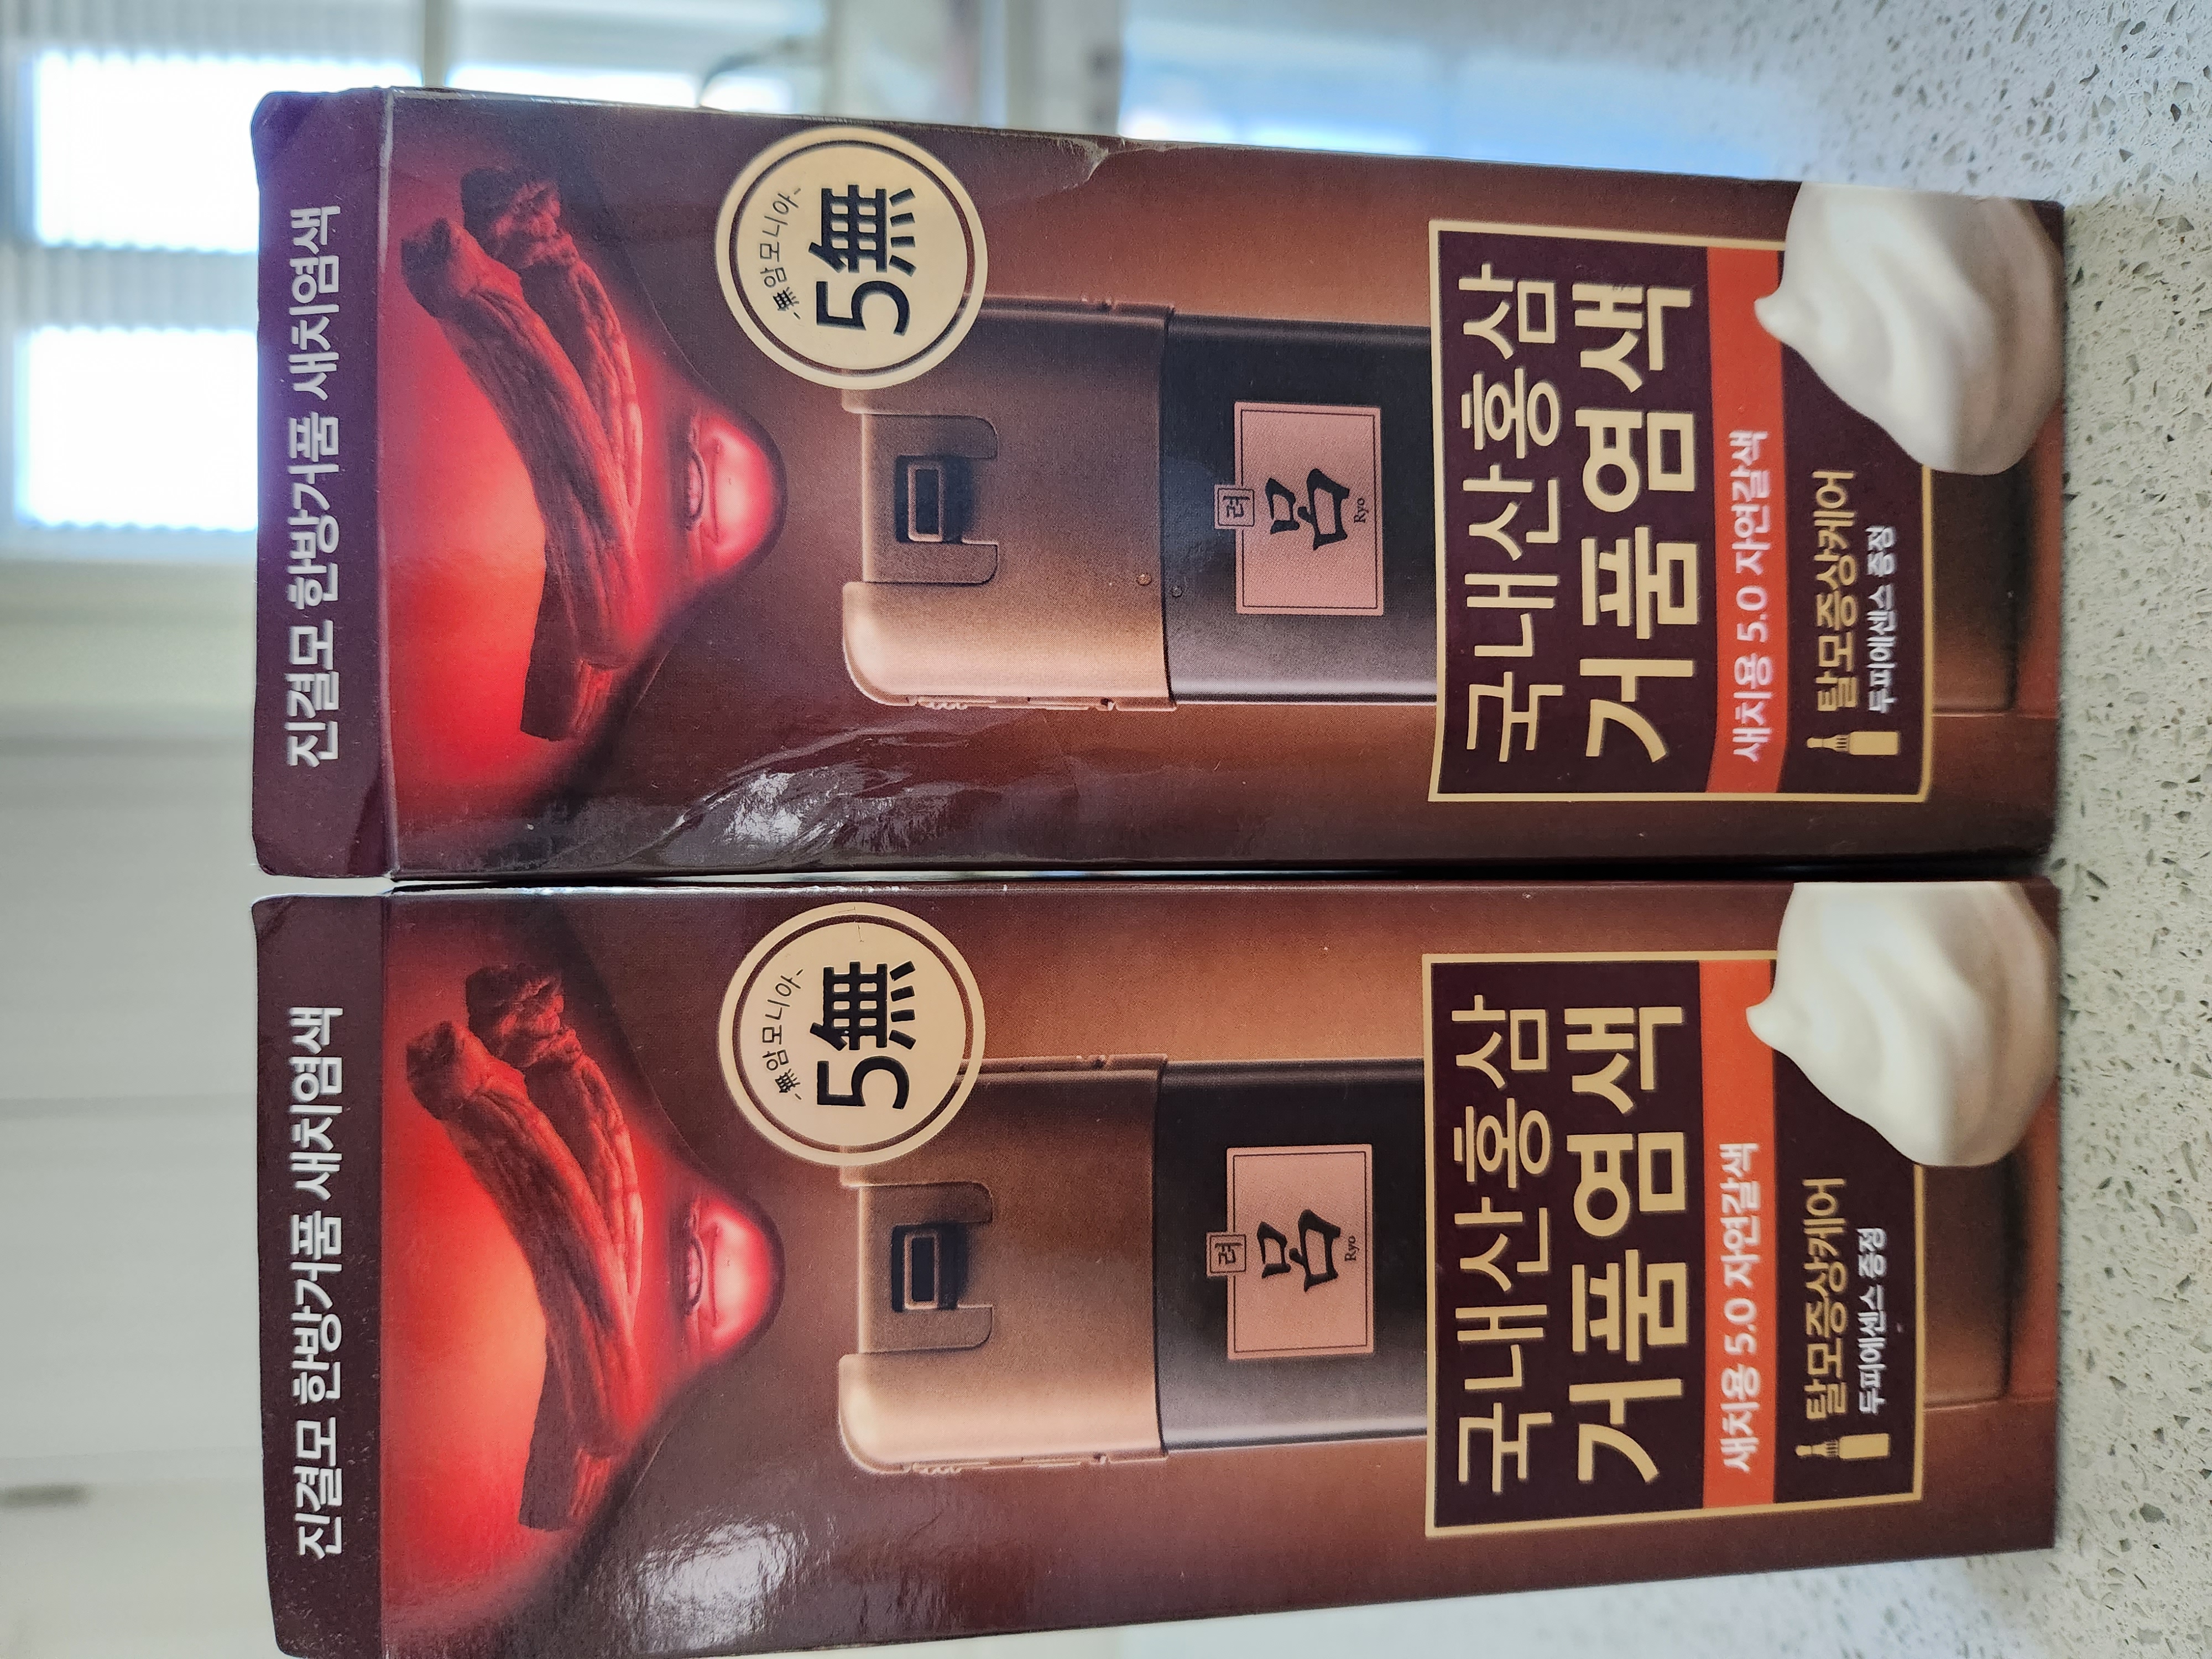 진결모 한방거품 새치염색
無암모니아
5無
려
Ryo
국내산홍삼
거품염색
새치용 5.0 자연갈색
탈모증상케어
두피에센스 증정
진결모 한방거품 새치염색
無암모니아
5無
려
Ryo
국내산홍삼
거품염색
새치용 5.0 자연갈색
탈모증상케어
두피에센스 증정